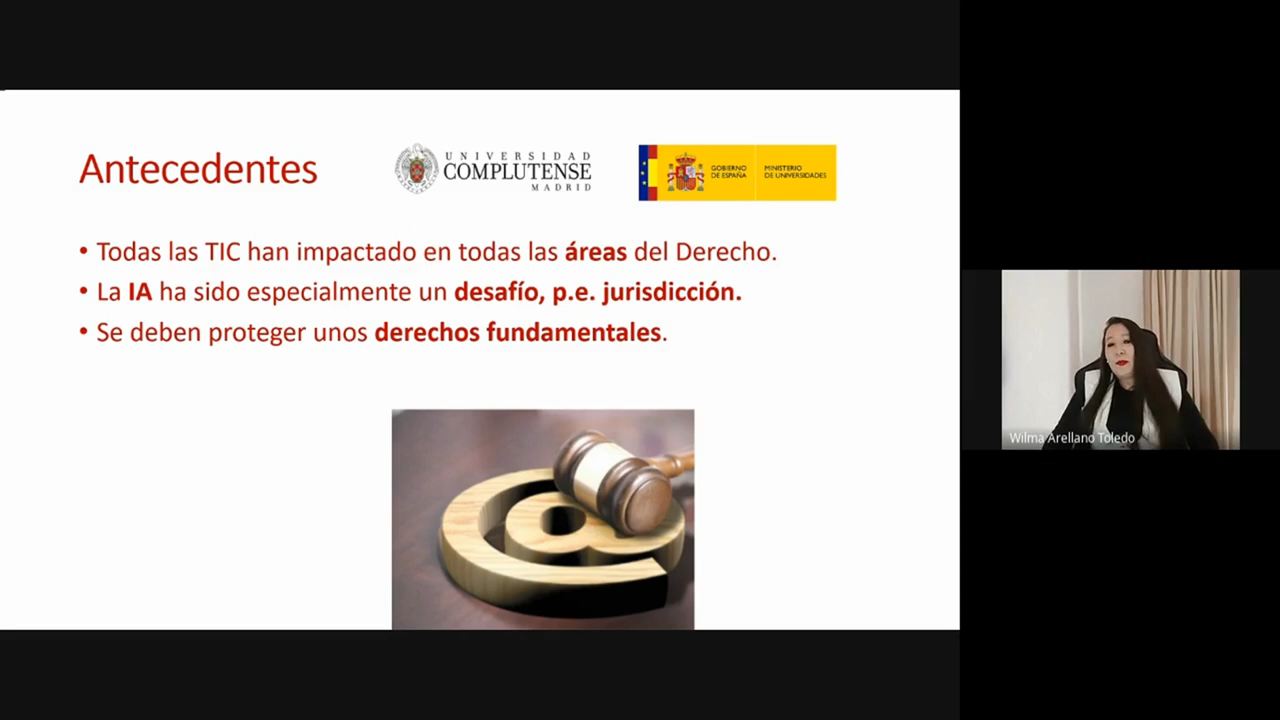 Antecedentes
UNIVERSIDAD
COMPLUTENSE
MADRID
GOBIERNO
DE ESPAÑA
MINISTERIO
DE UNIVERSIDADES
• Todas las TIC han impactado en todas las áreas del Derecho.
• La IA ha sido especialmente un desafío, p.e. jurisdicción.
• Se deben proteger unos derechos fundamentales.
Wilma Arellano Toledo